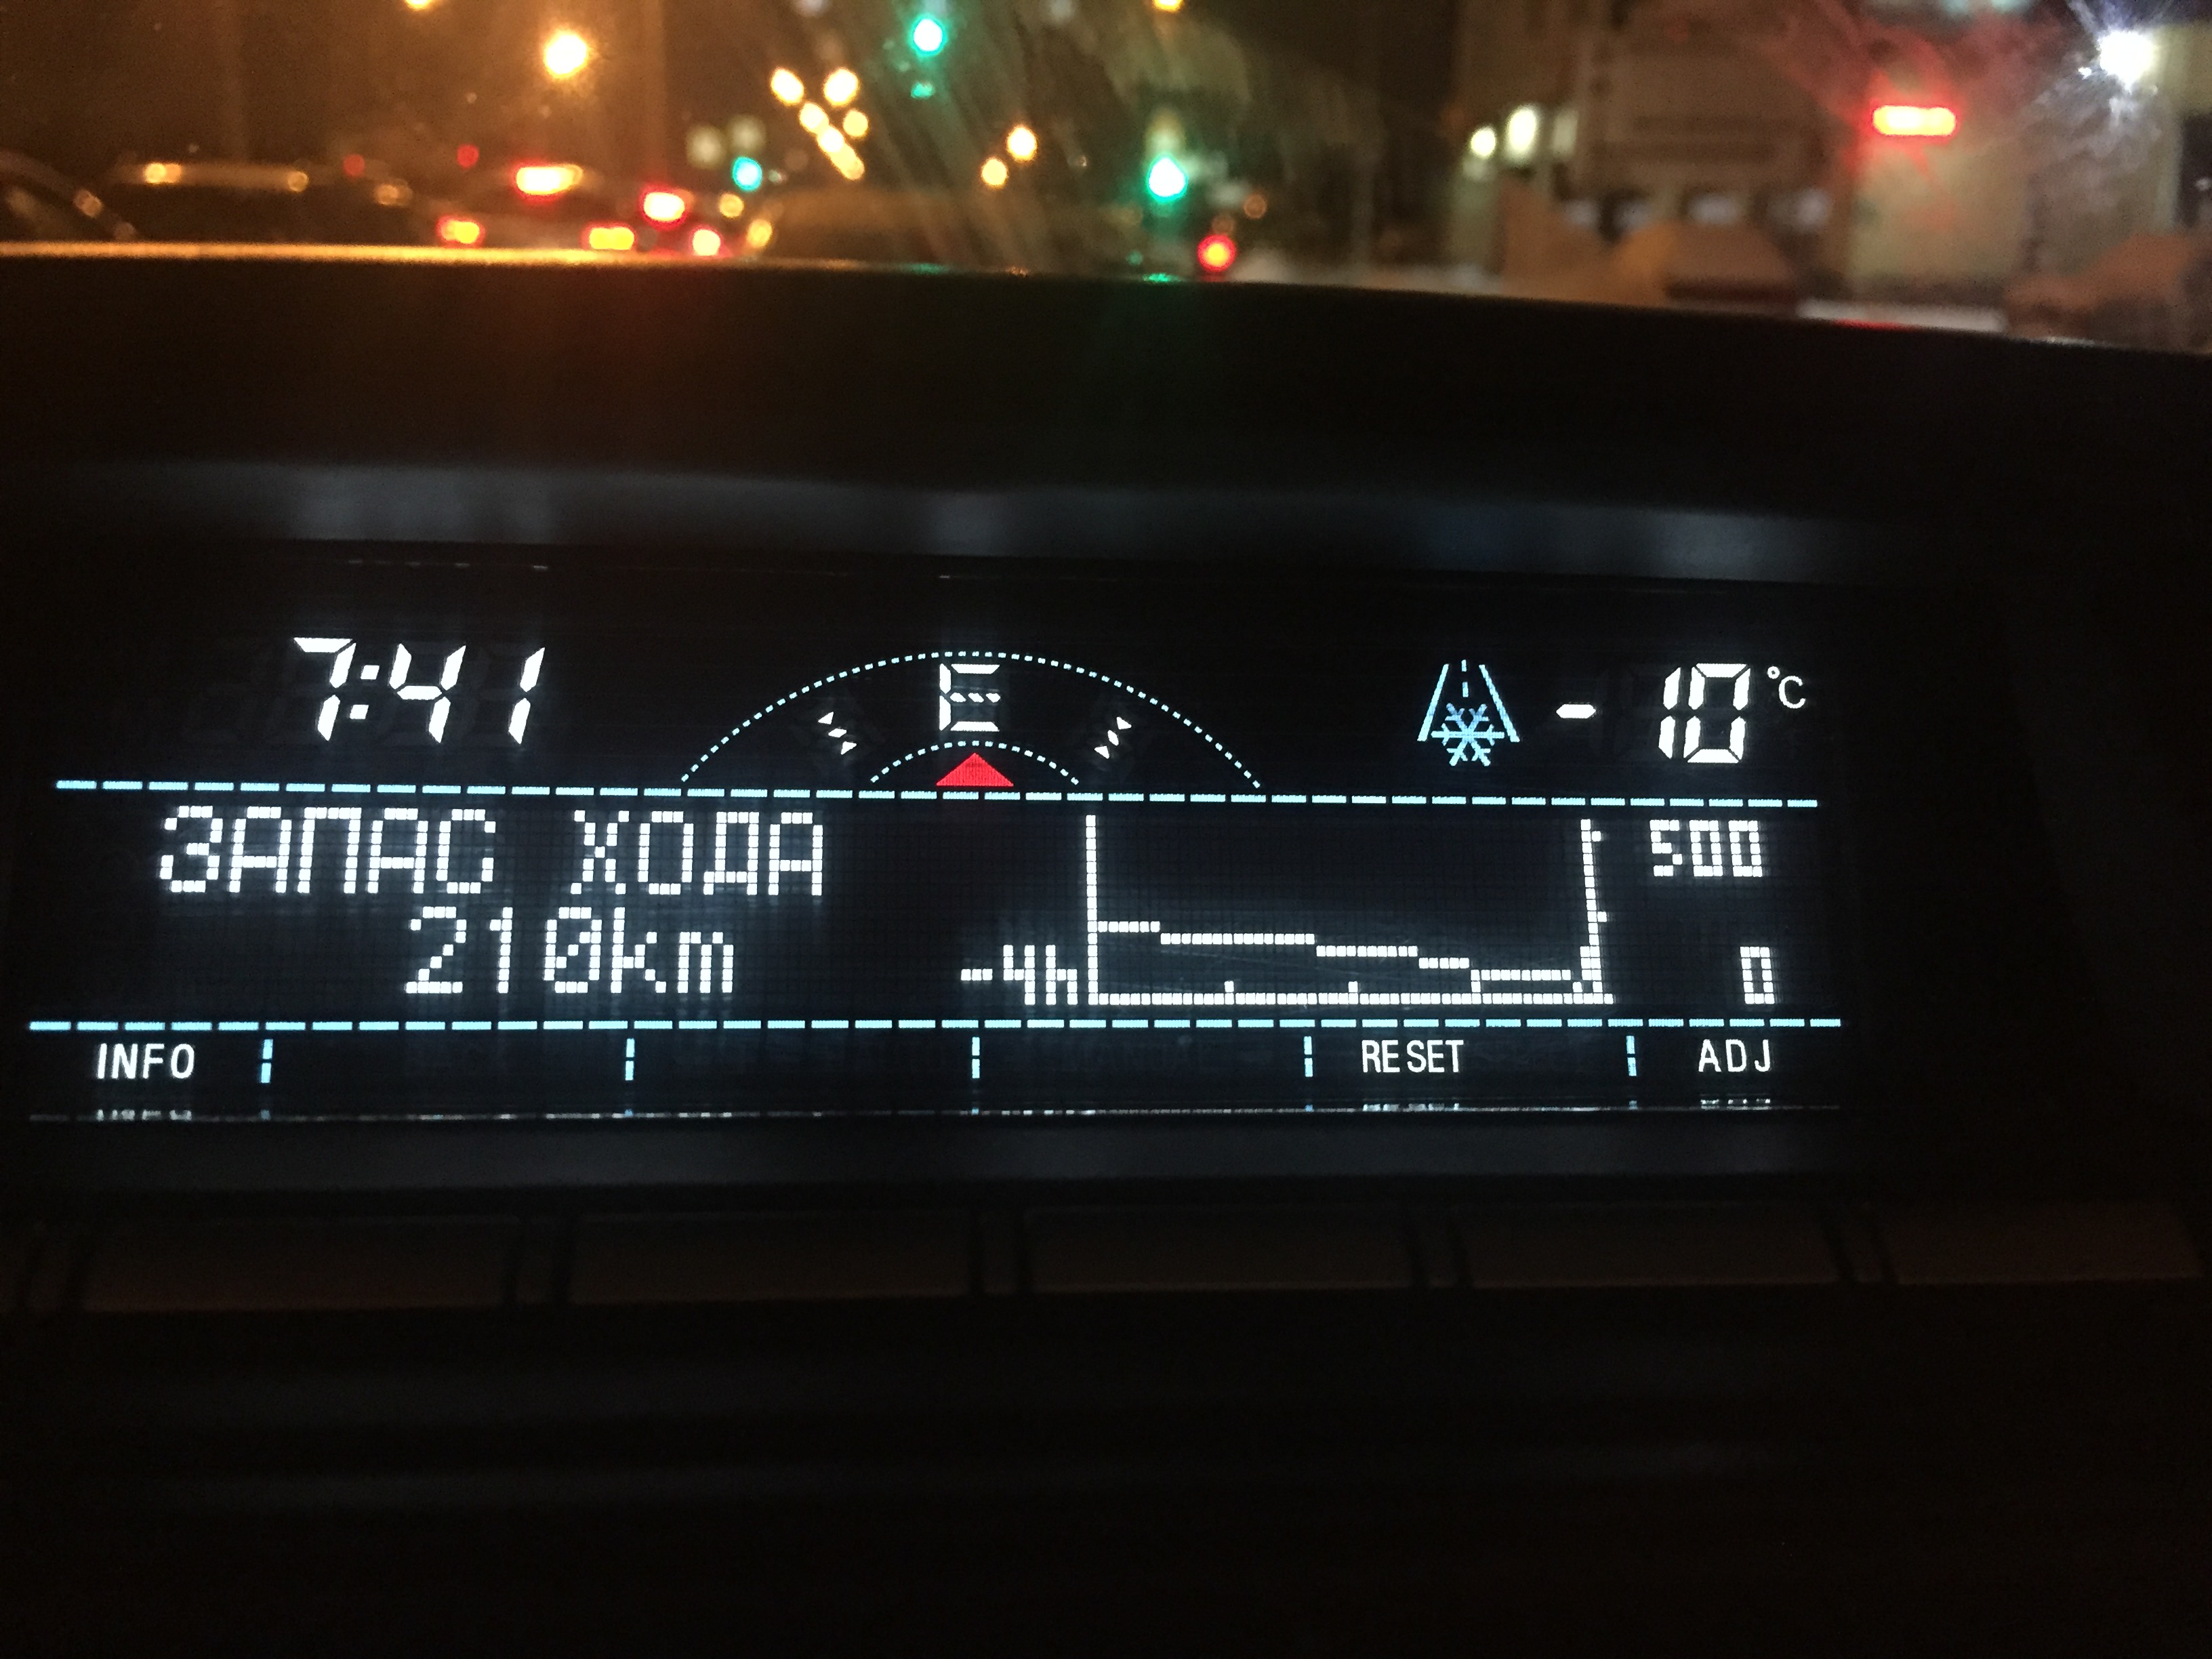 7:41 E - 10 °C
ЗАПАС ХОДА 500
210km -4h 0
INFO RESET ADJ